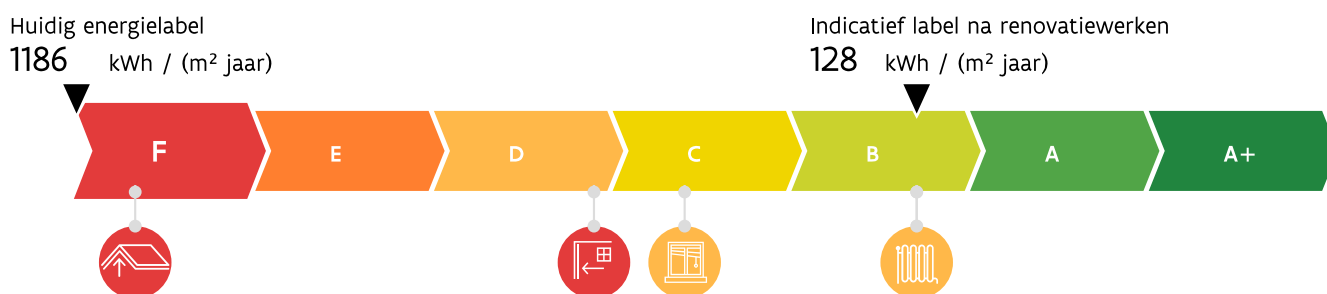 Huidig energielabel
1186 kWh / (m² jaar)
Indicatief label na renovatiewerken
128 kWh / (m² jaar)
F E D C B A A+